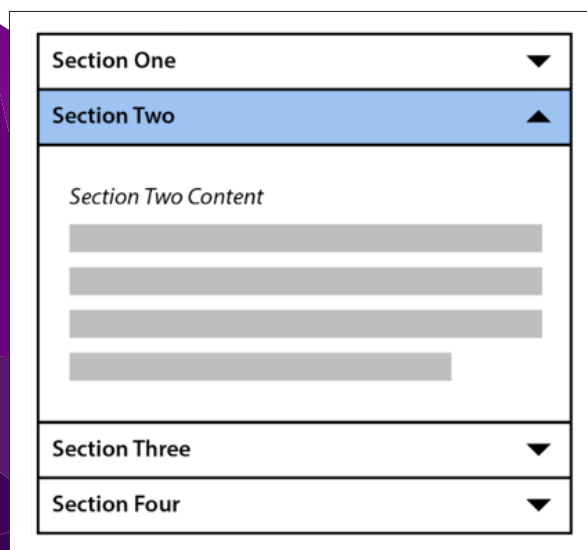 Section One
Section Two
Section Two Content
Section Three
Section Four